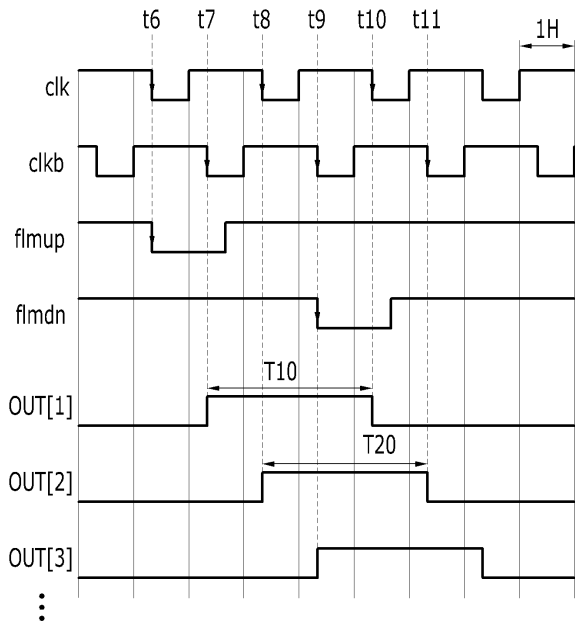 t6 t7 t8 t9 t10 t11
1H
clk
clkb
flmup
flmdn
T10
OUT[1]
T20
OUT[2]
OUT[3]